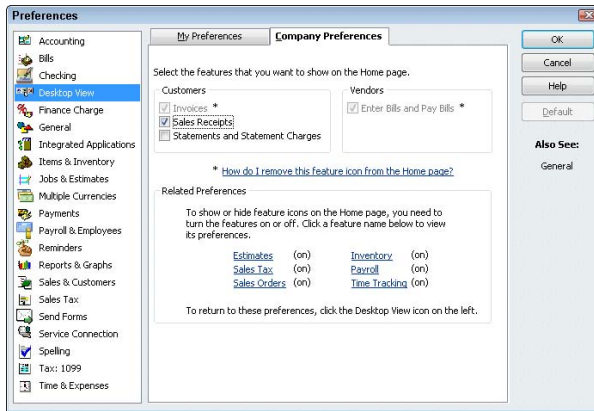 Preferences
Accounting
Bills
Checking
Desktop View
Finance Charge
General
Integrated Applications
Items & Inventory
Jobs & Estimates
Multiple Currencies
Payments
Payroll & Employees
Reminders
Reports & Graphs
Sales & Customers
Sales Tax
Send Forms
Service Connection
Spelling
Tax: 1099
Time & Expenses
My Preferences
Company Preferences
Select the features that you want to show on the Home page.
Customers
Invoices *
Sales Receipts
Statements and Statement Charges
Vendors
Enter Bills and Pay Bills *
* How do I remove this feature icon from the Home page?
Related Preferences
To show or hide feature icons on the Home page, you need to
turn the features on or off. Click a feature name below to view
its preferences.
Estimates (on) Inventory (on)
Sales Tax (on) Payroll (on)
Sales Orders (on) Time Tracking (on)
To return to these preferences, click the Desktop View icon on the left.
OK
Cancel
Help
Default
Also See:
General